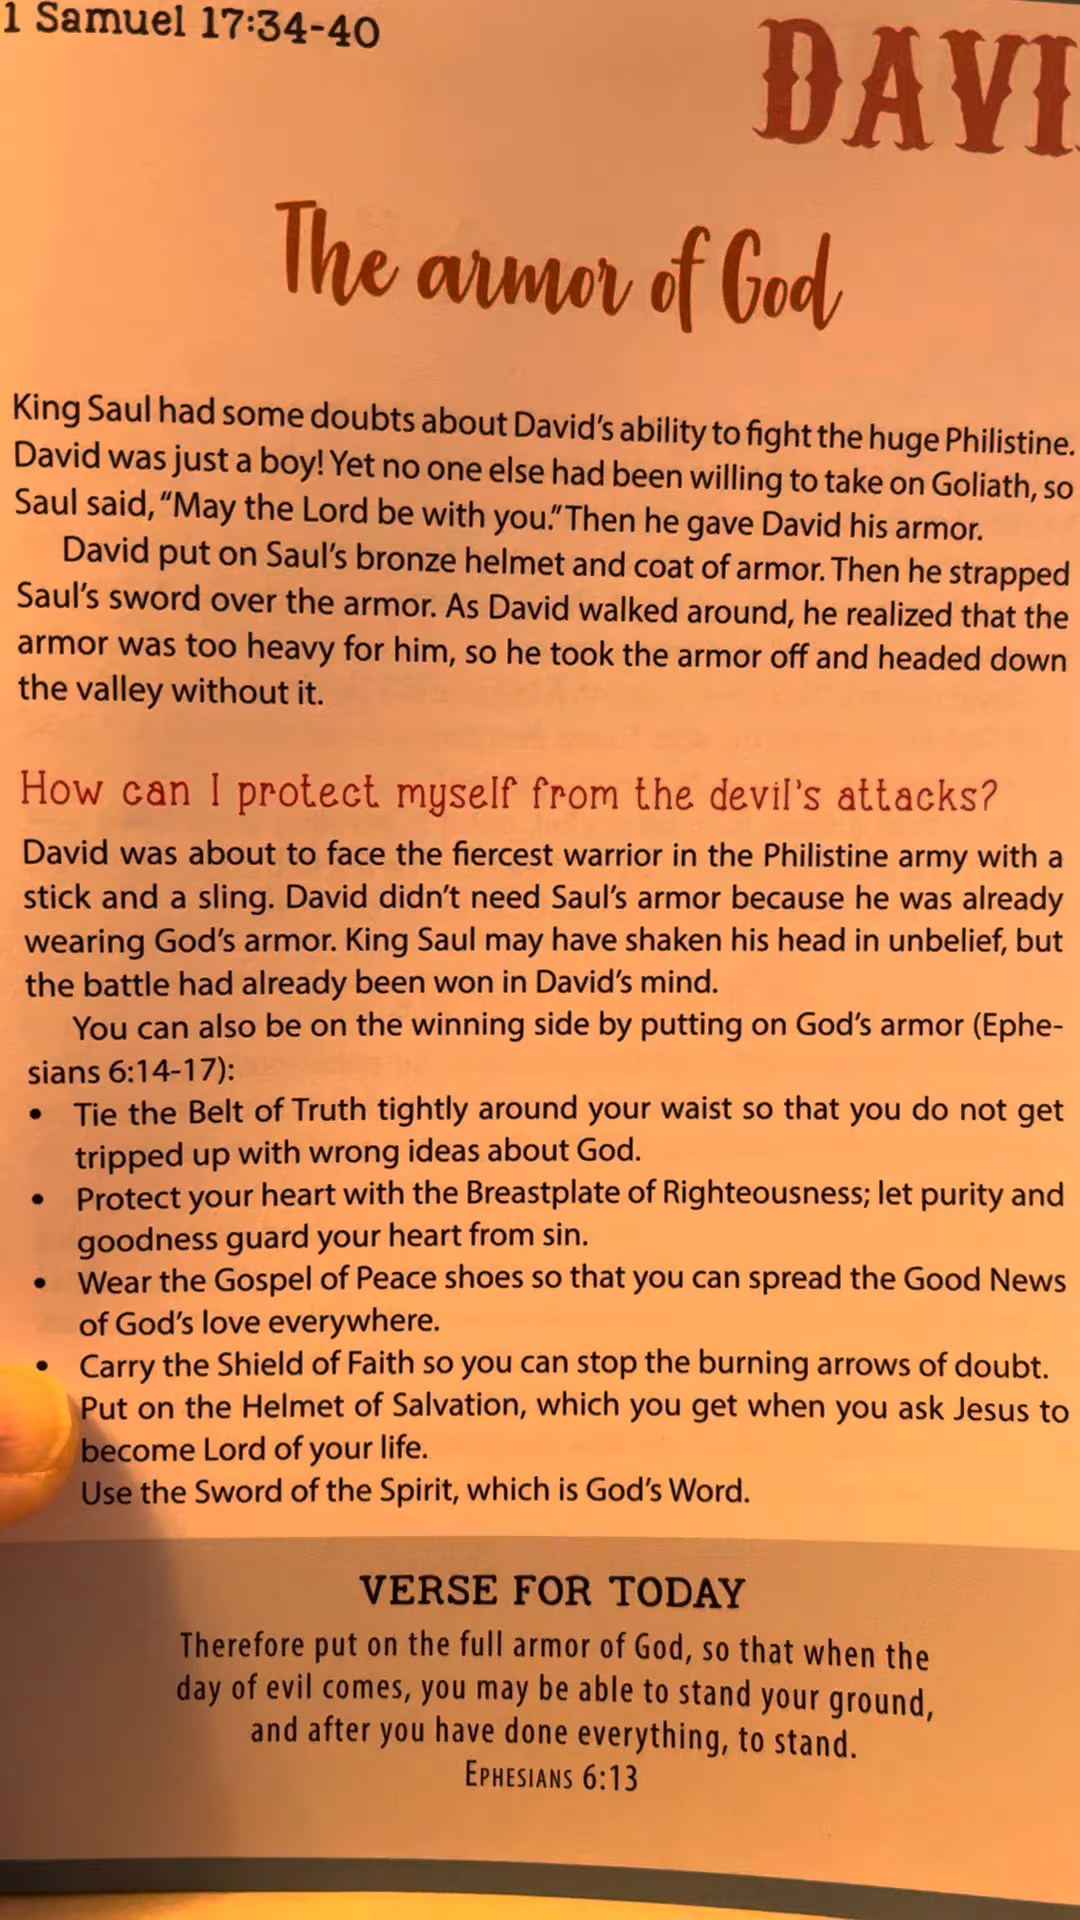 1 Samuel 17:34-40
DAVI
The armor of God
King Saul had some doubts about David's ability to fight the huge Philistine.
David was just a boy! Yet no one else had been willing to take on Goliath, so
Saul said, “May the Lord be with you.” Then he gave David his armor.
David put on Saul's bronze helmet and coat of armor. Then he strapped
Saul's sword over the armor. As David walked around, he realized that the
armor was too heavy for him, so he took the armor off and headed down
the valley without it.
How can I protect myself from the devil's attacks?
David was about to face the fiercest warrior in the Philistine army with a
stick and a sling. David didn't need Saul's armor because he was already
wearing God's armor. King Saul may have shaken his head in unbelief, but
the battle had already been won in David's mind.
You can also be on the winning side by putting on God's armor (Ephe-
sians 6:14-17):
• Tie the Belt of Truth tightly around your waist so that you do not get
tripped up with wrong ideas about God.
• Protect your heart with the Breastplate of Righteousness; let purity and
goodness guard your heart from sin.
• Wear the Gospel of Peace shoes so that you can spread the Good News
of God's love everywhere.
• Carry the Shield of Faith so you can stop the burning arrows of doubt.
Put on the Helmet of Salvation, which you get when you ask Jesus to
become Lord of your life.
Use the Sword of the Spirit, which is God's Word.
VERSE FOR TODAY
Therefore put on the full armor of God, so that when the
day of evil comes, you may be able to stand your ground,
and after you have done everything, to stand.
EPHESIANS 6:13